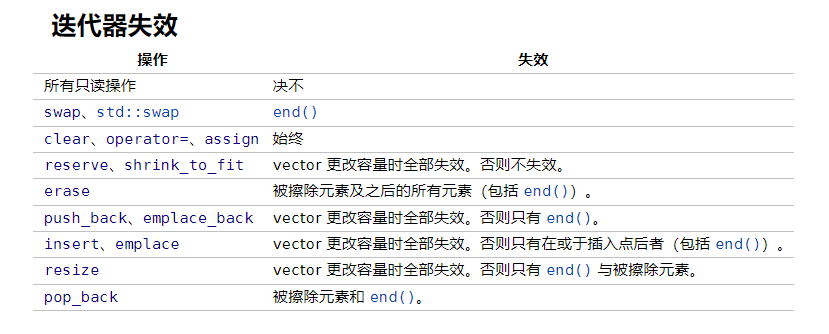 迭代器失效
操作 失效
所有只读操作 决不
swap、std::swap end()
clear、operator=、assign 始终
reserve、shrink_to_fit vector 更改容量时全部失效。否则不失效。
erase 被擦除元素及之后的所有元素（包括 end()）。
push_back、emplace_back vector 更改容量时全部失效。否则只有 end()。
insert、emplace vector 更改容量时全部失效。否则只有在或于插入点后者（包括 end()）。
resize vector 更改容量时全部失效。否则只有 end() 与被擦除元素。
pop_back 被擦除元素和 end()。